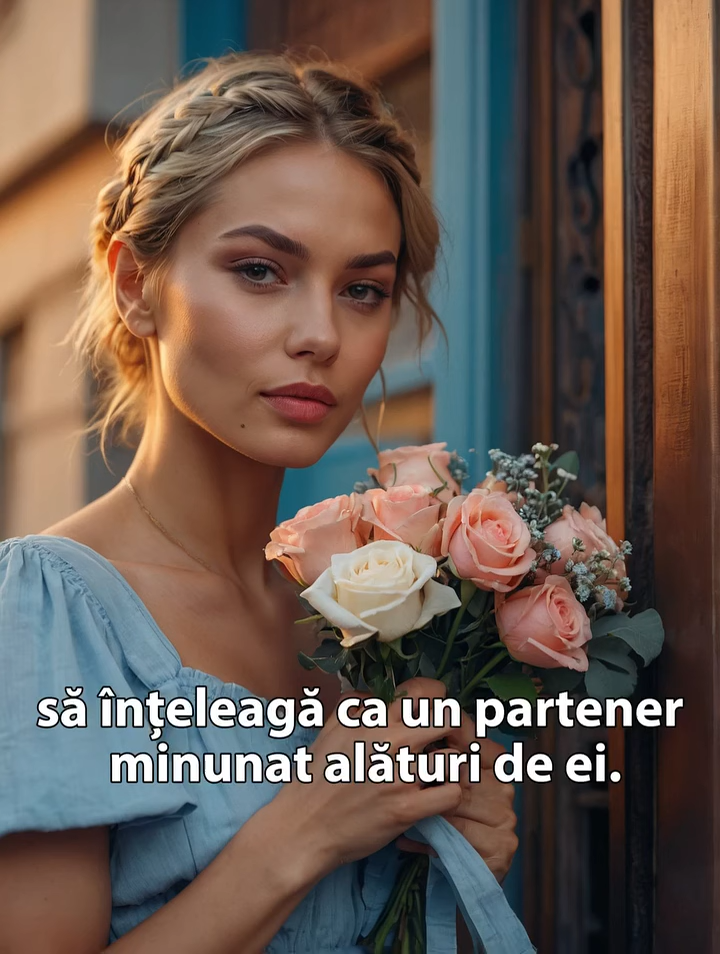 să înțeleagă ca un partener
minunat alături de ei.